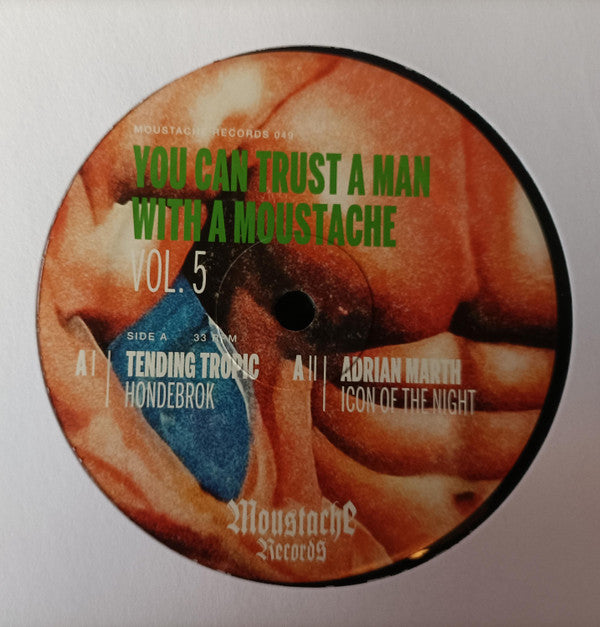 MOUSTACHE RECORDS 049
YOU CAN TRUST A MAN
WITH A MOUSTACHE
VOL. 5
SIDE A 33 RPM
A I TENDING TROPIC
HONDEBROK
A II ADRIAN MARTH
ICON OF THE NIGHT
Moustache
Records